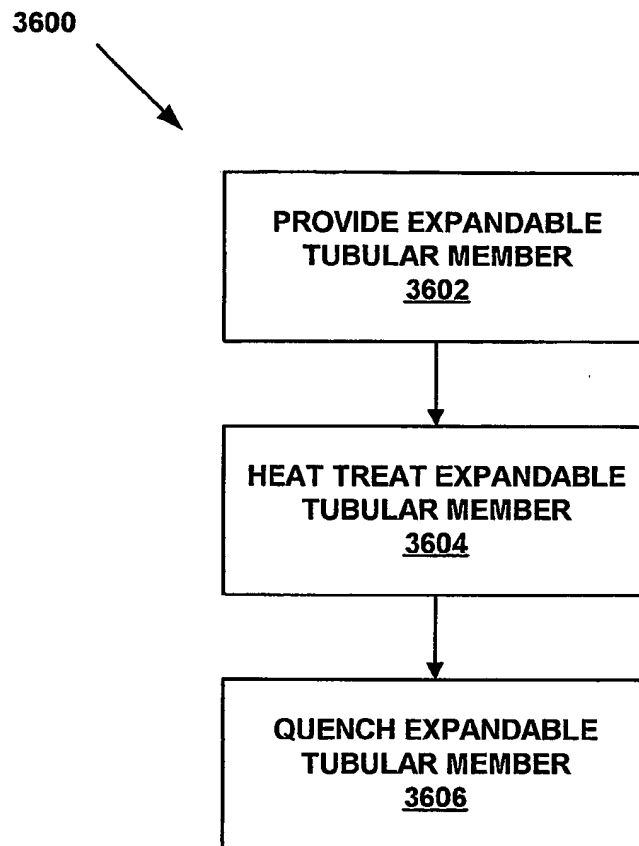 3600
PROVIDE EXPANDABLE
TUBULAR MEMBER
3602
HEAT TREAT EXPANDABLE
TUBULAR MEMBER
3604
QUENCH EXPANDABLE
TUBULAR MEMBER
3606